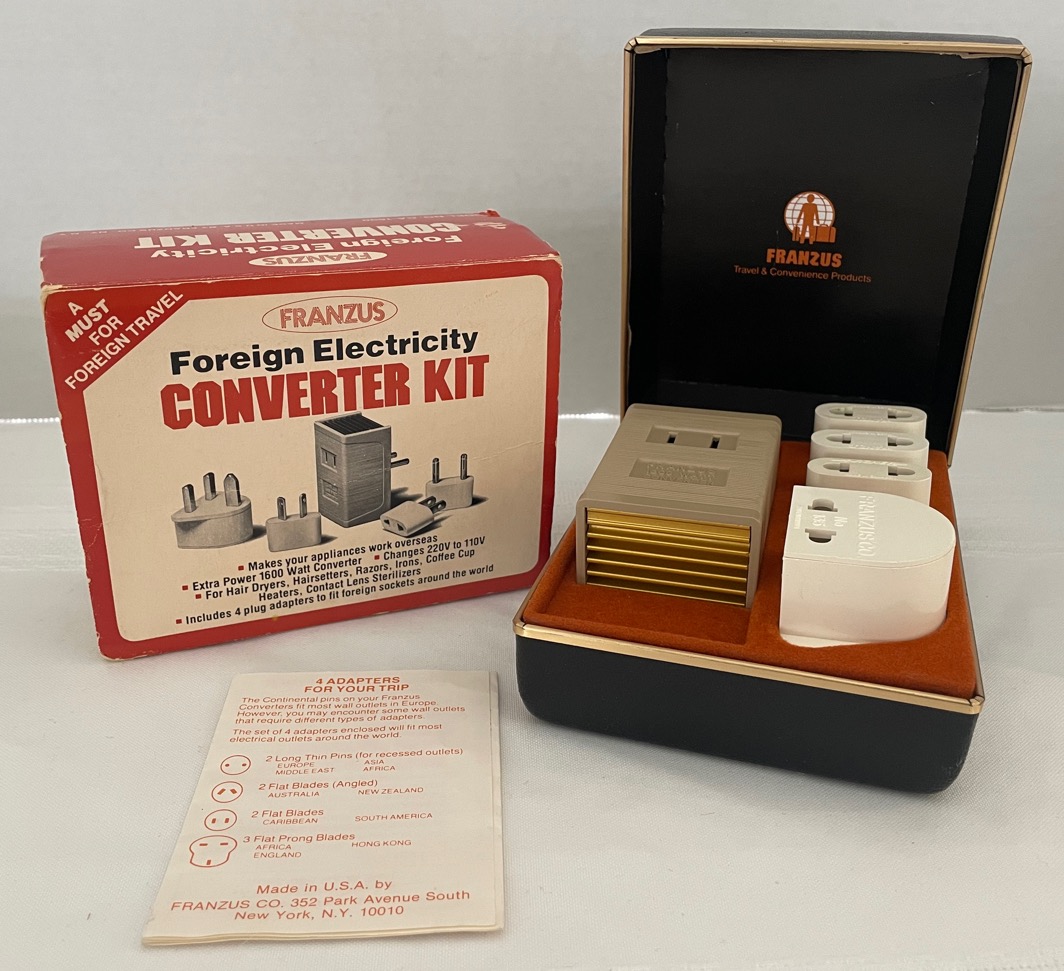 FRANZUS
Foreign Electricity
CONVERTER KIT
A
MUST
FOR
FOREIGN TRAVEL
FRANZUS
Foreign Electricity
CONVERTER KIT
▪ Makes your appliances work overseas
▪ Extra Power 1600 Watt Converter ▪ Changes 220V to 110V
▪ For Hair Dryers, Hairsetters, Razors, Irons, Coffee Cup
Heaters, Contact Lens Sterilizers
▪ Includes 4 plug adapters to fit foreign sockets around the world
FRANZUS
Travel & Convenience Products
FRANZUS CO.
4 ADAPTERS
FOR YOUR TRIP
The Continental pins on your Franzus
Converters fit most wall outlets in Europe.
However, you may encounter some wall outlets
that require different types of adapters
The set of 4 adapters enclosed will fit most
electrical outlets around the world.
2 Long Thin Pins (for recessed outlets)
EUROPE ASIA
MIDDLE EAST AFRICA
2 Flat Blades (Angled)
AUSTRALIA NEW ZEALAND
2 Flat Blades
CARIBBEAN SOUTH AMERICA
3 Flat Prong Blades
AFRICA HONG KONG
ENGLAND
Made in U.S.A. by
FRANZUS CO. 352 Park Avenue South
New York, N.Y. 10010